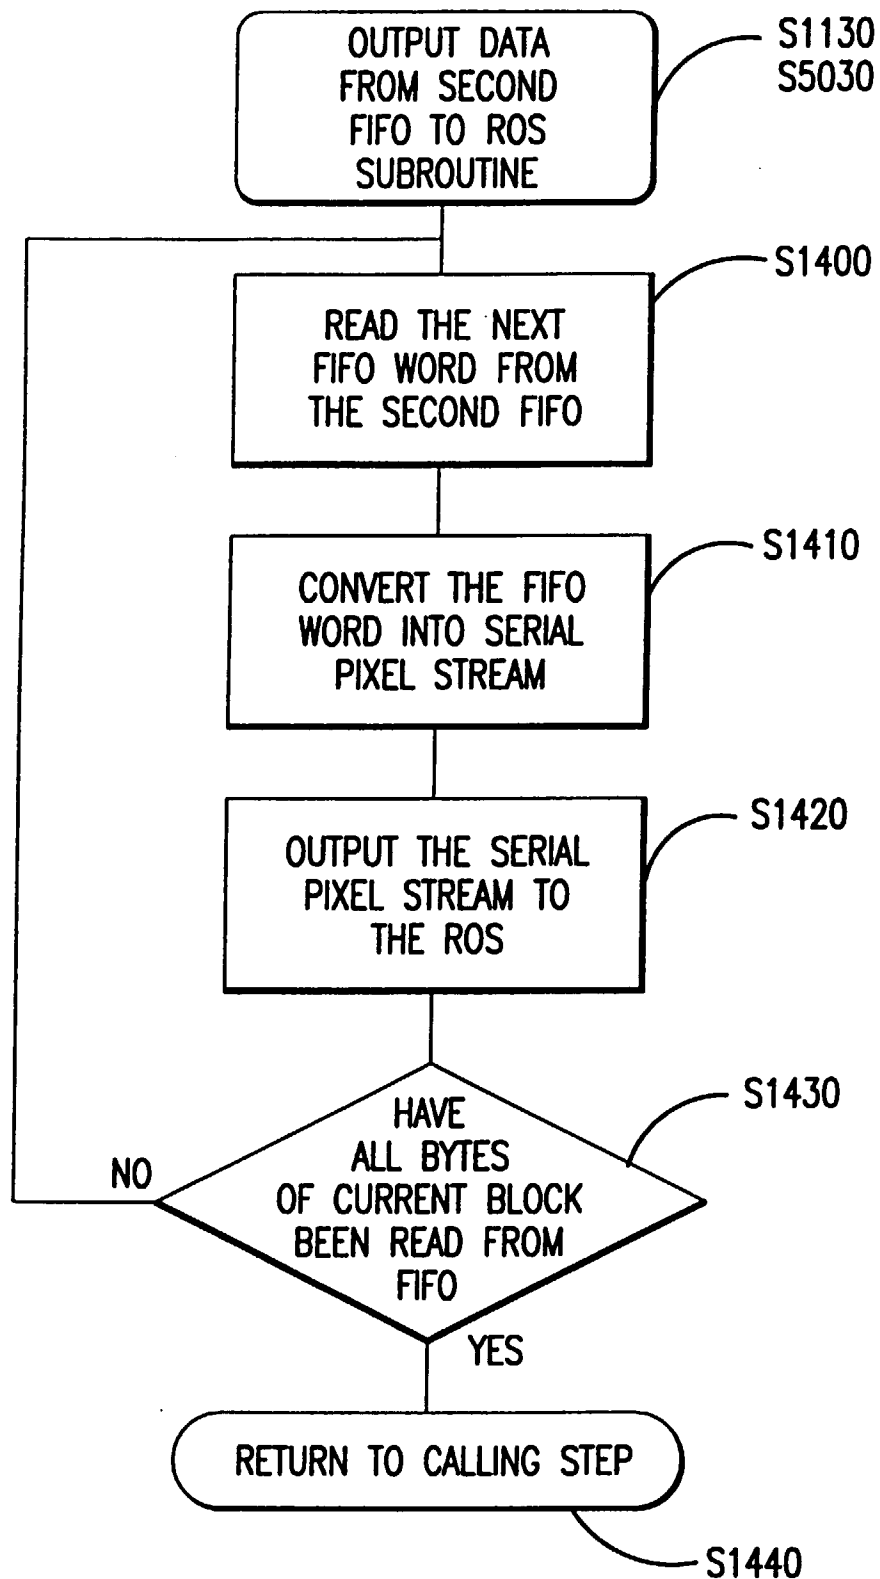 OUTPUT DATA
FROM SECOND
FIFO TO ROS
SUBROUTINE
S1130
S5030
READ THE NEXT
FIFO WORD FROM
THE SECOND FIFO
S1400
CONVERT THE FIFO
WORD INTO SERIAL
PIXEL STREAM
S1410
OUTPUT THE SERIAL
PIXEL STREAM TO
THE ROS
S1420
HAVE
ALL BYTES
OF CURRENT BLOCK
BEEN READ FROM
FIFO
S1430
NO
YES
RETURN TO CALLING STEP
S1440